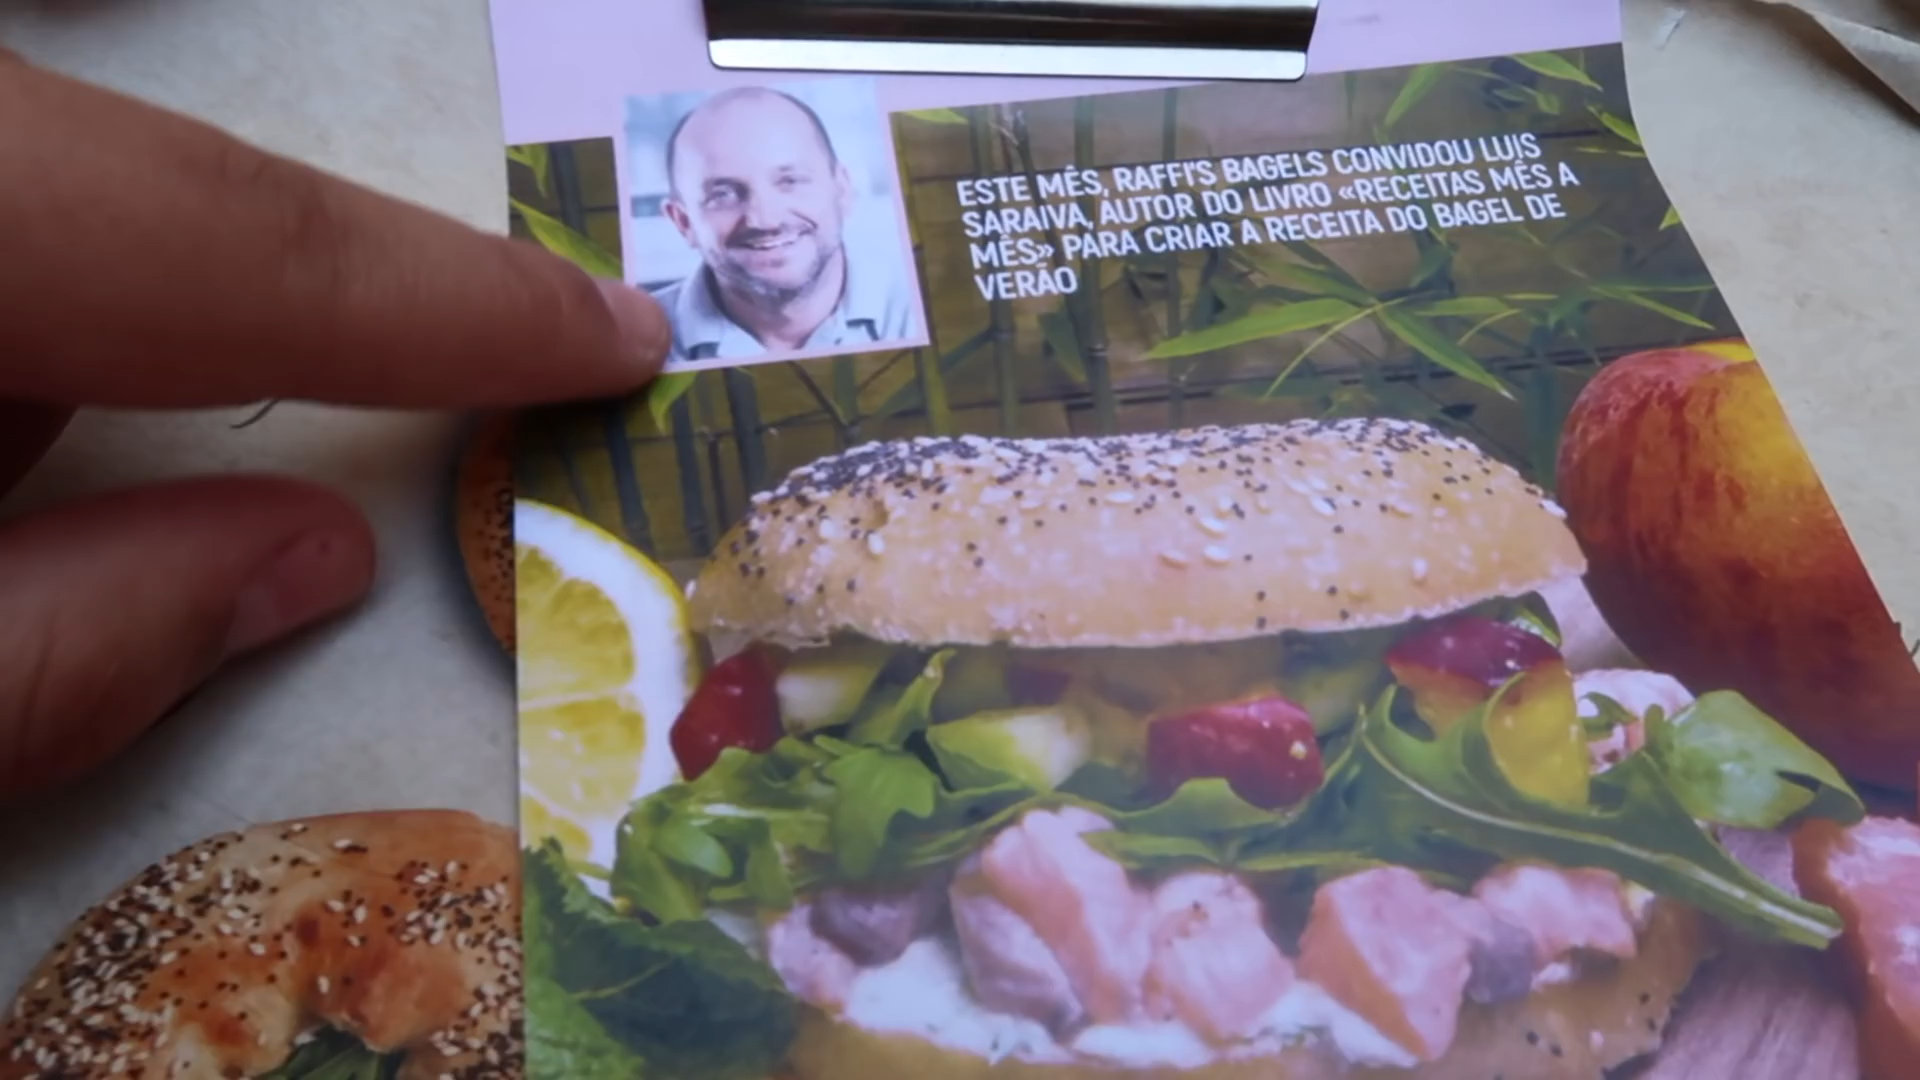 ESTE MÊS, RAFFI'S BAGELS CONVIDOU LUIS
SARAIVA, AUTOR DO LIVRO «RECEITAS MÊS A
MÊS» PARA CRIAR A RECEITA DO BAGEL DE
VERÃO